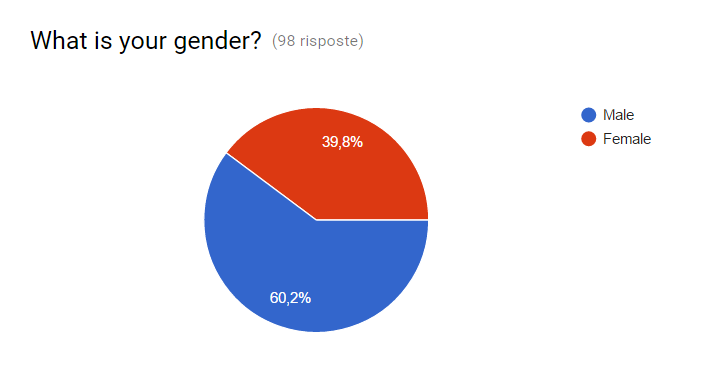 What is your gender? (98 risposte)
Male
Female
39,8%
60,2%